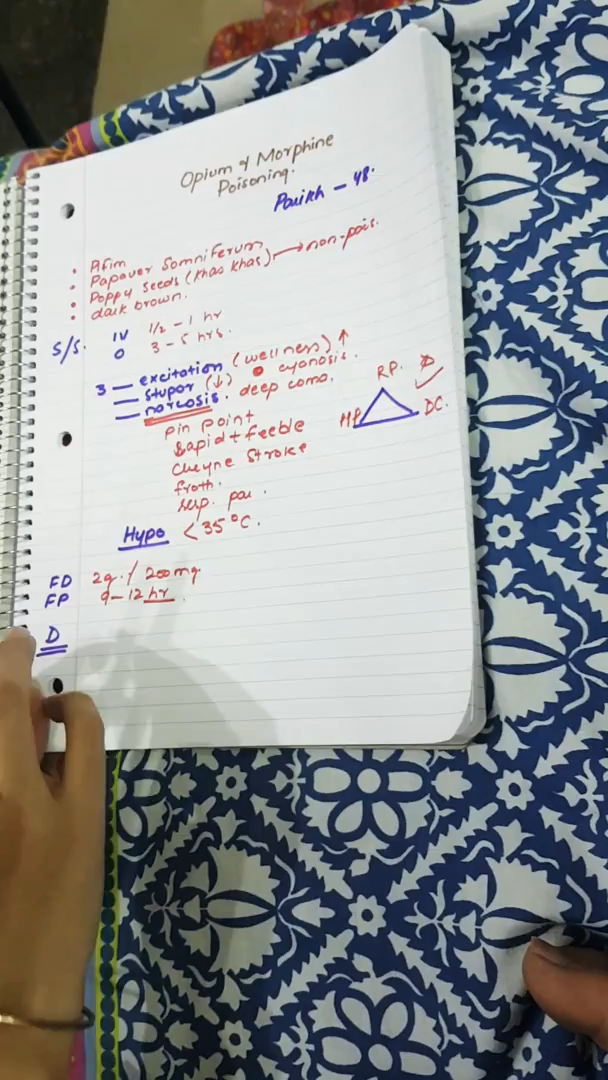 Opium & Morphine
Poisoning.
Parikh - 48.
• Afim
• Papaver Somniferum
• Poppy seeds (khas khas) → non-pois.
• dark brown.
S/S. IV 1/2 - 1 hr
O 3 - 5 hrs.
3 — excitation (wellness) ↑
— stupor (↓) cyanosis.
— narcosis. deep coma.
RP.
HP DC.
Pin Point
Rapid + feeble
Cheyne Stroke
froth.
resp. par.
Hypo < 35°C.
FD 2g. / 200mg.
FP 9-12 hr.
D